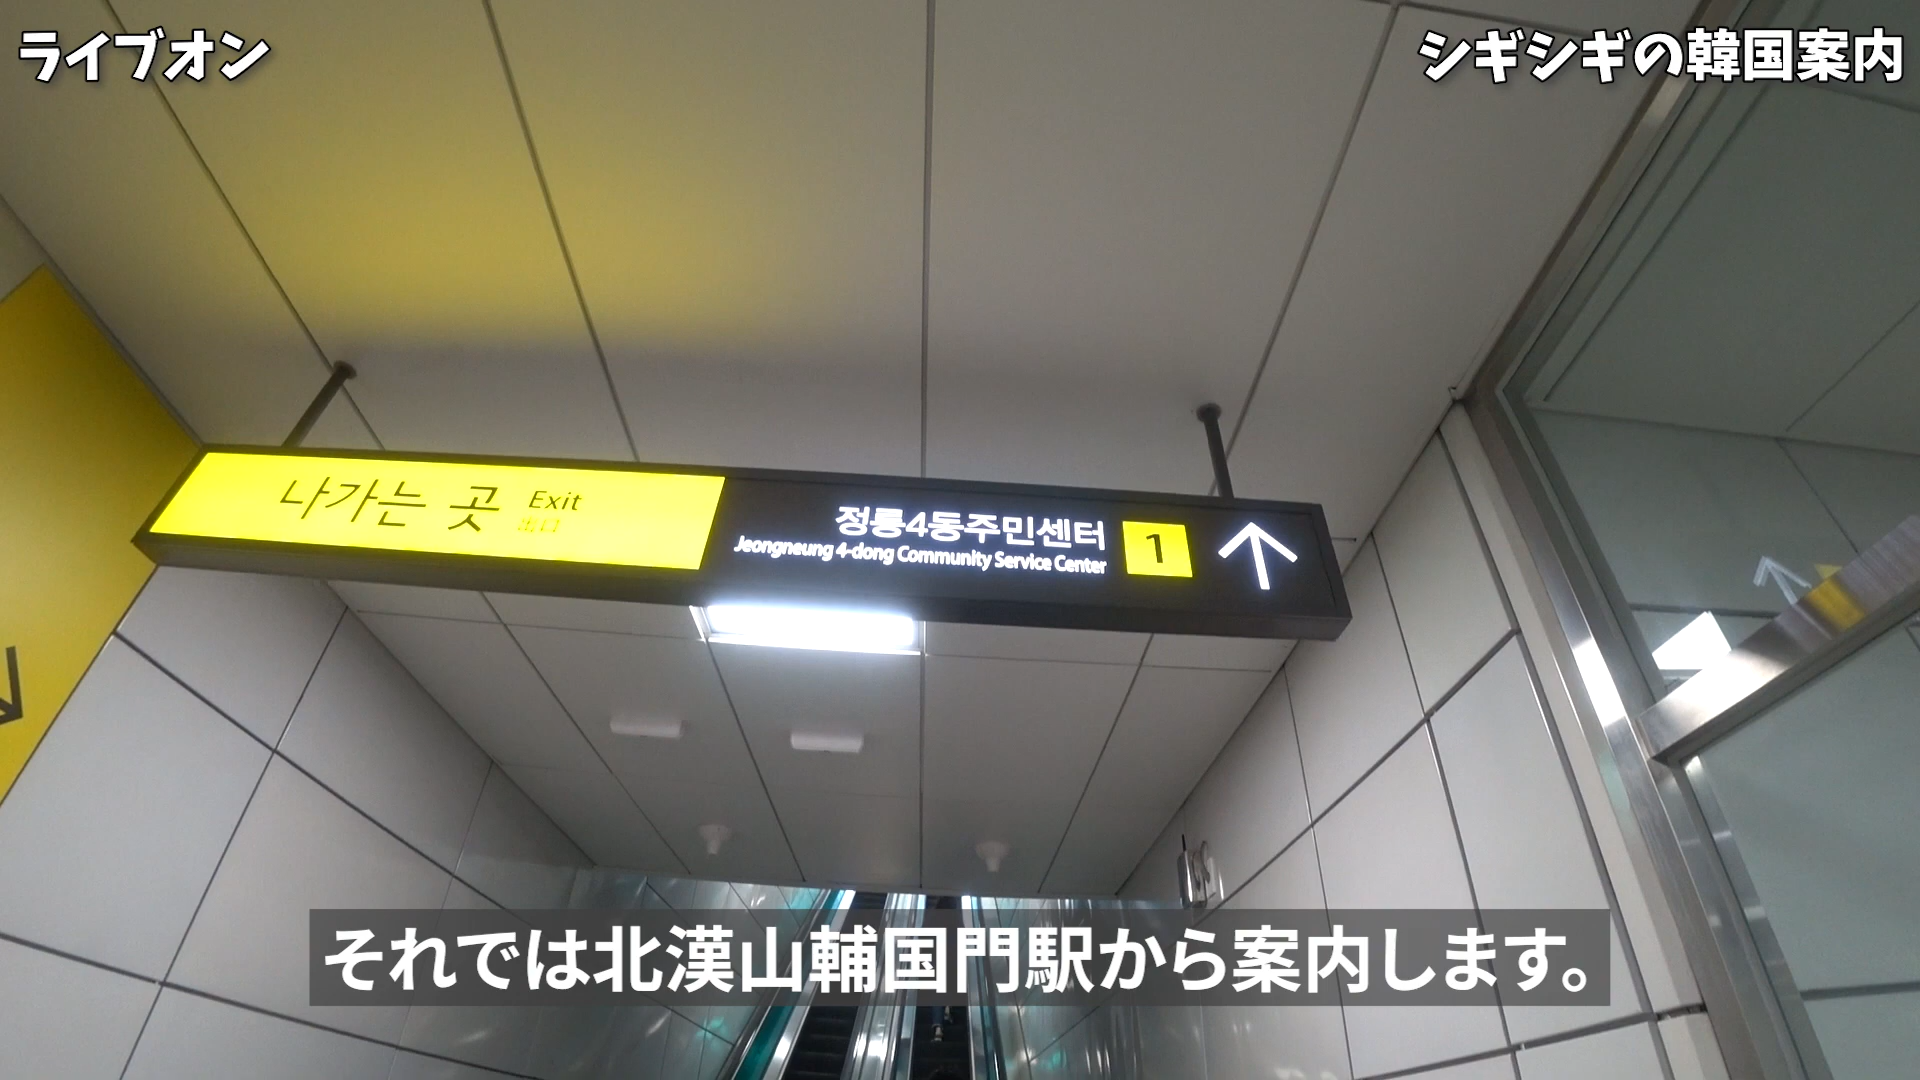 ライブオン
シギシギの韓国案内
나가는 곳 Exit
出口
정릉4동주민센터
Jeongneung 4-dong Community Service Center
1
それでは北漢山輔国門駅から案内します。